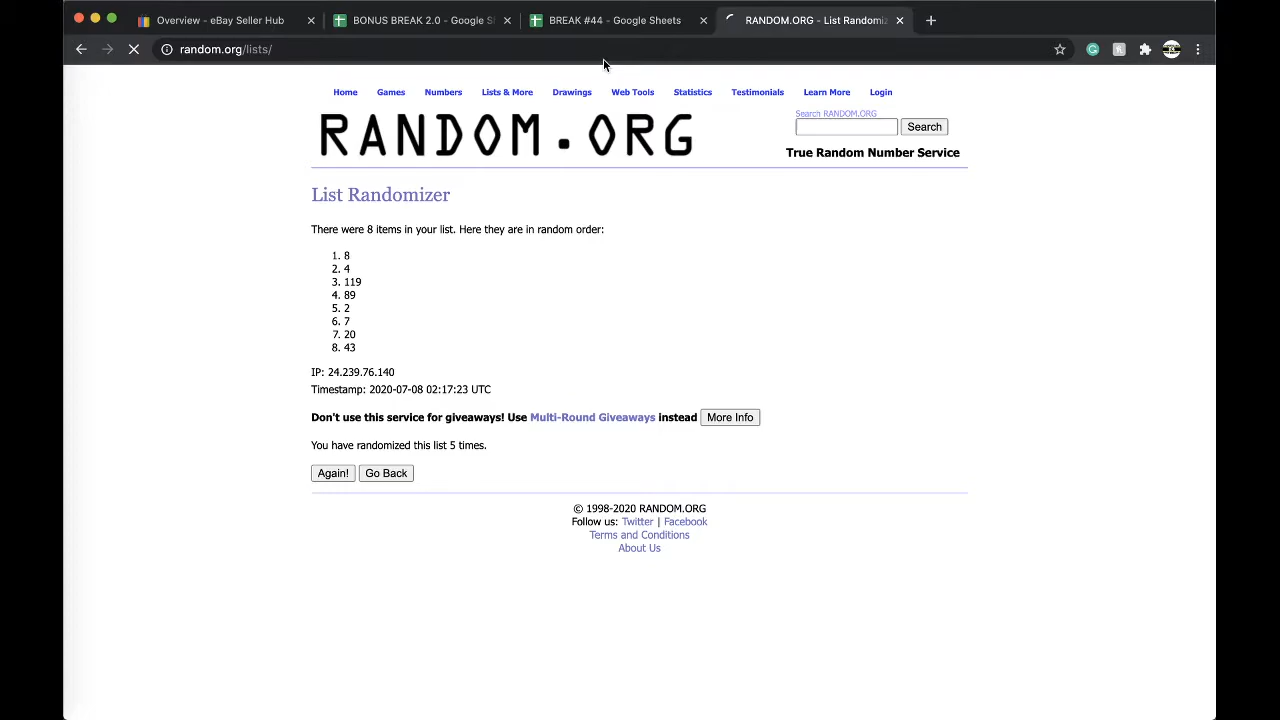 Overview - eBay Seller Hub
BONUS BREAK 2.0 - Google S
BREAK #44 - Google Sheets
RANDOM.ORG - List Randomiz
random.org/lists/
Home Games Numbers Lists & More Drawings Web Tools Statistics Testimonials Learn More Login
Search RANDOM.ORG
RANDOM.ORG
Search
True Random Number Service
List Randomizer
There were 8 items in your list. Here they are in random order:
1. 8
2. 4
3. 119
4. 89
5. 2
6. 7
7. 20
8. 43
IP: 24.239.76.140
Timestamp: 2020-07-08 02:17:23 UTC
Don't use this service for giveaways! Use Multi-Round Giveaways instead More Info
You have randomized this list 5 times.
Again! Go Back
© 1998-2020 RANDOM.ORG
Follow us: Twitter | Facebook
Terms and Conditions
About Us